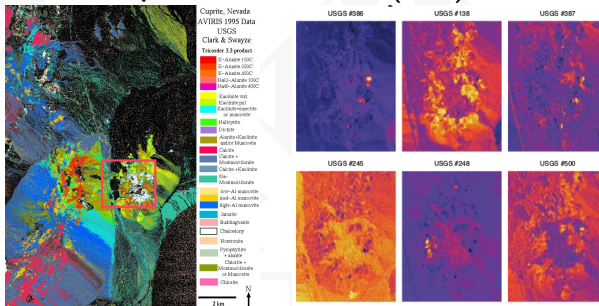 Cuprite, Nevada
AVIRIS 1995 Data
USGS
Clark & Swayze
Tricorder 3.3 product
K-Alunite 150C
K-Alunite 250C
K-Alunite 450C
Na82-Alunite 100C
Na40-Alunite 400C
Kaolinite wxl
Kaolinite pxl
Kaolinite+smectite
or muscovite
Halloysite
Dickite
Alunite+Kaolinite
and/or Muscovite
Calcite
Calcite +
Montmorillonite
Calcite +Kaolinite
Na-
Montmorillonite
low-Al muscovite
med-Al muscovite
high-Al muscovite
Jarosite
Buddingtonite
Chalcedony
Nontronite
Pyrophyllite
+ alunite
Chlorite +
Montmorillonite
or Muscovite
Chlorite
2 km
N
USGS #386
USGS #138
USGS #387
USGS #245
USGS #248
USGS #500